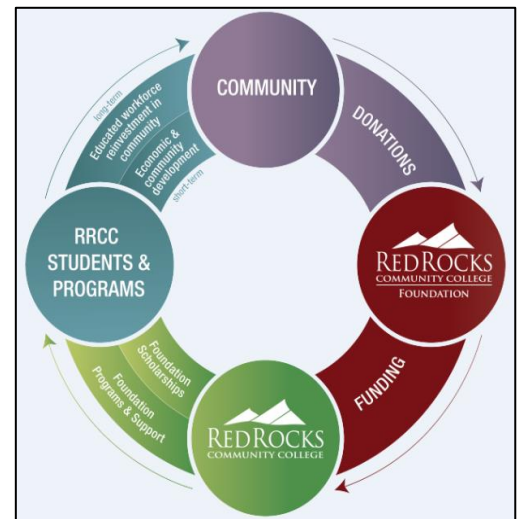 COMMUNITY
DONATIONS
RED ROCKS
COMMUNITY COLLEGE
FOUNDATION
FUNDING
RED ROCKS
COMMUNITY COLLEGE
Foundation
Scholarships
Foundation
Programs & Support
RRCC
STUDENTS &
PROGRAMS
long-term
Educated workforce
reinvestment in
community
Economic &
community
development
short-term